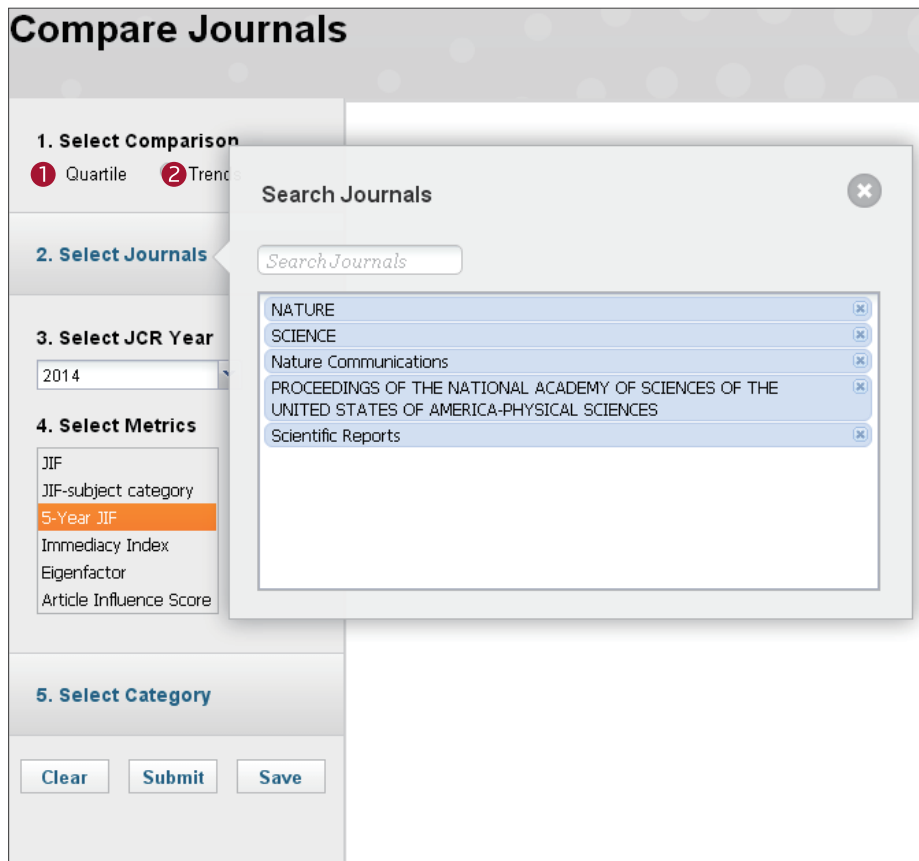 Compare Journals
1. Select Comparison
1 Quartile 2 Trends
2. Select Journals
3. Select JCR Year
2014
4. Select Metrics
JIF
JIF-subject category
5-Year JIF
Immediacy Index
Eigenfactor
Article Influence Score
5. Select Category
Clear Submit Save
Search Journals
Search Journals
NATURE
SCIENCE
Nature Communications
PROCEEDINGS OF THE NATIONAL ACADEMY OF SCIENCES OF THE
UNITED STATES OF AMERICA-PHYSICAL SCIENCES
Scientific Reports